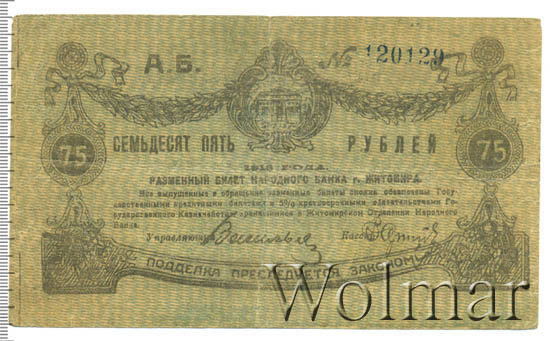 А.Б. № 120129
СЕМЬДЕСЯТ ПЯТЬ РУБЛЕЙ
75 75
1918 ГОДА
РАЗМЕННЫЙ БИЛЕТ НАРОДНОГО БАНКА г. ЖИТОМИРА.
Все выпущенные в обращение разменные билеты сполна обеспечены Госу-
дарственными кредитными билетами и 5% краткосрочными обязательствами Го-
сударственного Казначейства, хранящимися в Житомирском Отделении Народного
Банка.
Управляющий Кассир
ПОДДЕЛКА ПРЕСЛЕДУЕТСЯ ЗАКОНОМ
Wolmar